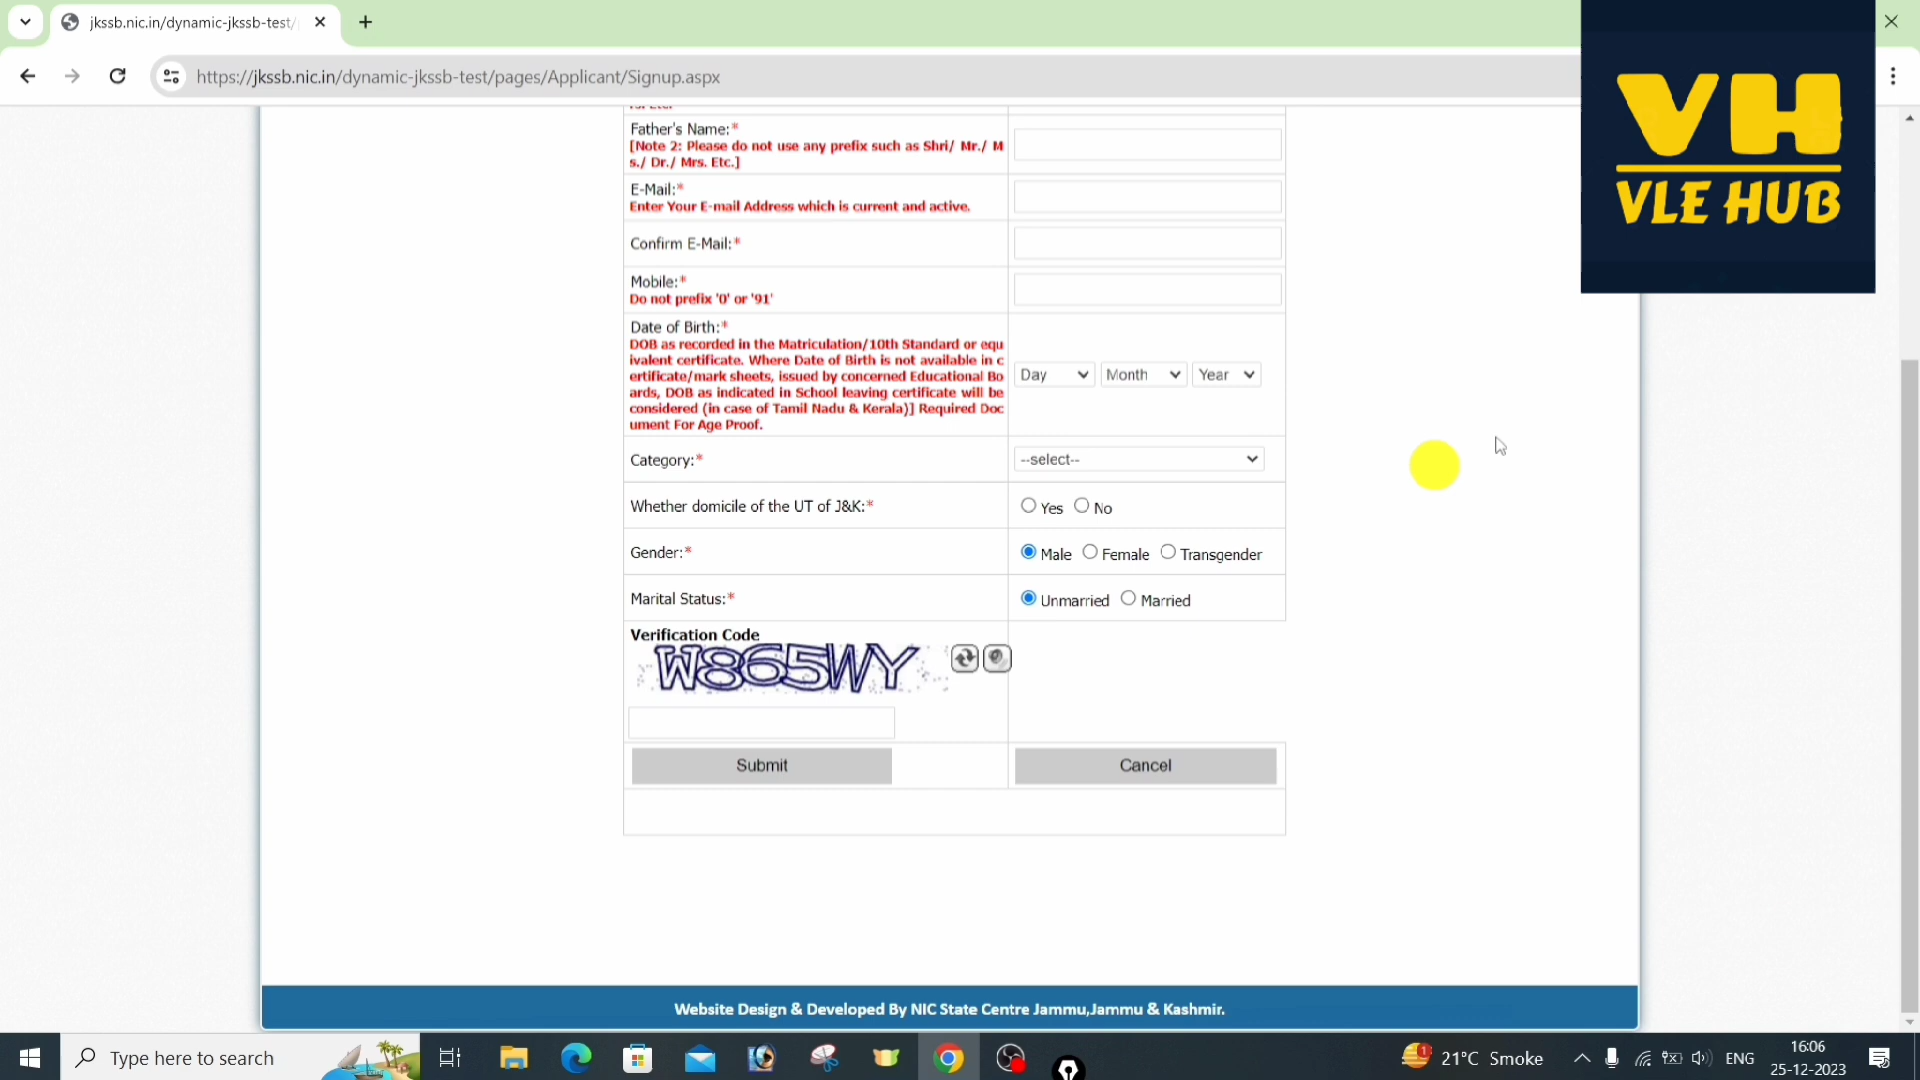 jkssb.nic.in/dynamic-jkssb-test/
https://jkssb.nic.in/dynamic-jkssb-test/pages/Applicant/Signup.aspx
VH
VLE HUB
Father's Name:*
[Note 2: Please do not use any prefix such as Shri/ Mr./ M
s./ Dr./ Mrs. Etc.]
E-Mail:*
Enter Your E-mail Address which is current and active.
Confirm E-Mail:*
Mobile:*
Do not prefix '0' or '91'
Date of Birth:*
DOB as recorded in the Matriculation/10th Standard or equ
ivalent certificate. Where Date of Birth is not available in c
ertificate/mark sheets, issued by concerned Educational Bo
ards, DOB as indicated in School leaving certificate will be
considered (in case of Tamil Nadu & Kerala)] Required Doc
ument For Age Proof.
Day Month Year
Category:*
--select--
Whether domicile of the UT of J&K:*
Yes No
Gender:*
Male Female Transgender
Marital Status:*
Unmarried Married
Verification Code
W865WY
Submit Cancel
Website Design & Developed By NIC State Centre Jammu,Jammu & Kashmir.
Type here to search
1
21°C Smoke
ENG
16:06
25-12-2023